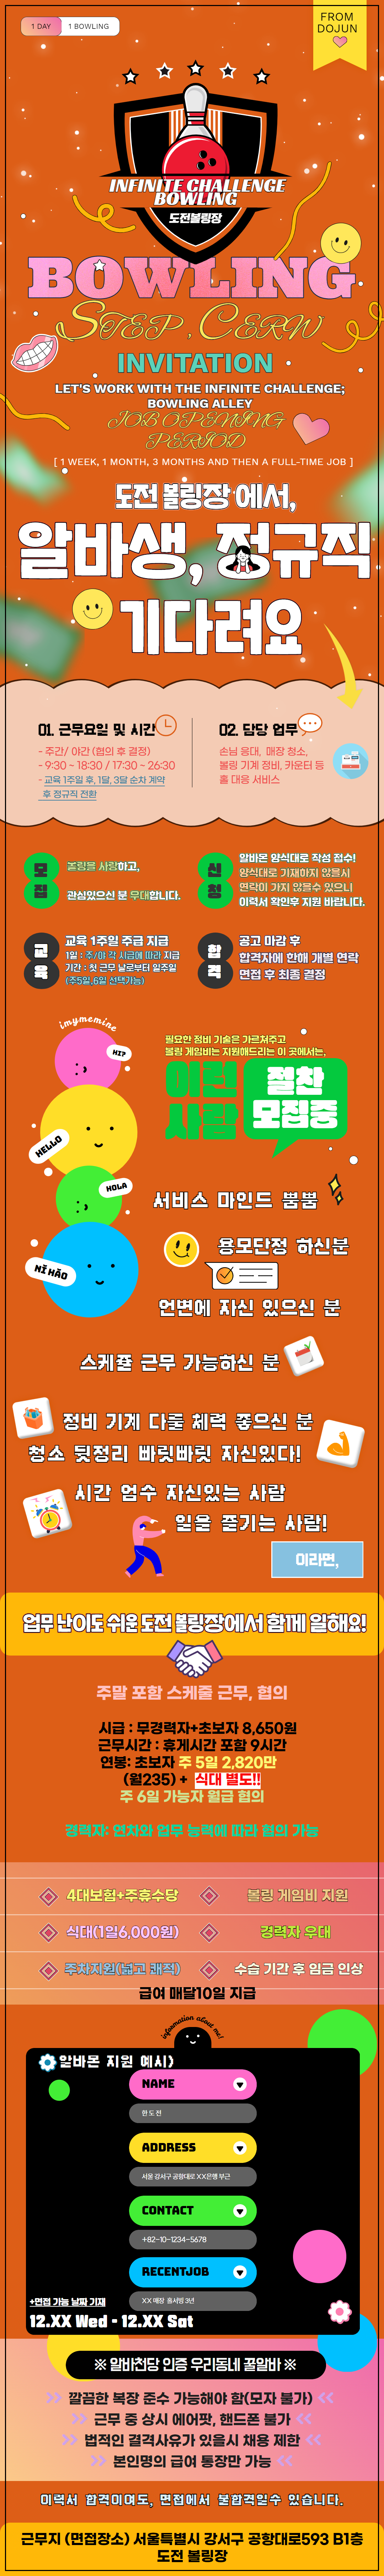 1 DAY 1 BOWLING
FROM
DOJUN
INFINITE CHALLENGE
BOWLING
도전볼링장
BOWLING
STEP, CERW
INVITATION
LET'S WORK WITH THE INFINITE CHALLENGE;
BOWLING ALLEY
JOB OPENING
PERIOD
[ 1 WEEK, 1 MONTH, 3 MONTHS AND THEN A FULL-TIME JOB ]
도전 볼링장 에서,
알바생, 정규직
기다려요
01. 근무요일 및 시간
- 주간/ 야간 (협의 후 결정)
- 9:30 ~ 18:30 / 17:30 ~ 26:30
- 교육 1주일 후, 1달, 3달 순차 계약
후 정규직 전환
02. 담당 업무
손님 응대, 매장 청소,
볼링 기계 정비, 카운터 등
홀 대응 서비스
모집
볼링을 사랑하고,
관심있으신 분 우대합니다.
신청
알바몬 양식대로 작성 접수!
양식대로 기재하지 않을시
연락이 가지 않을수 있으니
이력서 확인후 지원 바랍니다.
교육
교육 1주일 주급 지급
1일 : 주/야 각 시급에 따라 지급
기간 : 첫 근무 날로부터 일주일
(주5일,6일 선택가능)
합격
공고 마감 후
합격자에 한해 개별 연락
면접 후 최종 결정
imymemine
HI?
HELLO
HOLA
NǏ HǍO
필요한 정비 기술은 가르쳐주고
볼링 게임비는 지원해드리는 이 곳에서는,
이런
사람
절찬
모집중
서비스 마인드 뿜뿜
용모단정 하신분
언변에 자신 있으신 분
스케쥴 근무 가능하신 분
정비 기계 다룰 체력 좋으신 분
청소 뒷정리 빠릿빠릿 자신있다!
시간 엄수 자신있는 사람
일을 즐기는 사람!
이라면,
업무 난이도 쉬운 도전 볼링장에서 함께 일해요!
주말 포함 스케줄 근무, 협의
시급 : 무경력자+초보자 8,650원
근무시간 : 휴게시간 포함 9시간
연봉: 초보자 주 5일 2,820만
(월235) + 식대 별도!!
주 6일 가능자 월급 협의
경력자: 연차와 업무 능력에 따라 협의 가능
4대보험+주휴수당
볼링 게임비 지원
식대(1일6,000원)
경력자 우대
주차지원(넓고 쾌적)
수습 기간 후 임금 인상
급여 매달10일 지급
information about me!
알바몬 지원 예시)
NAME
한도전
ADDRESS
서울 강서구 공항대로 XX은행 부근
CONTACT
+82-10-1234-5678
RECENTJOB
XX 매장 홀서빙 3년
+면접 가능 날짜 기재
12.XX Wed - 12.XX Sat
※ 알바천당 인증 우리동네 꿀알바 ※
깔끔한 복장 준수 가능해야 함(모자 불가)
근무 중 상시 에어팟, 핸드폰 불가
법적인 결격사유가 있을시 채용 제한
본인명의 급여 통장만 가능
이력서 합격이여도, 면접에서 불합격일수 있습니다.
근무지 (면접장소) 서울특별시 강서구 공항대로593 B1층
도전 볼링장